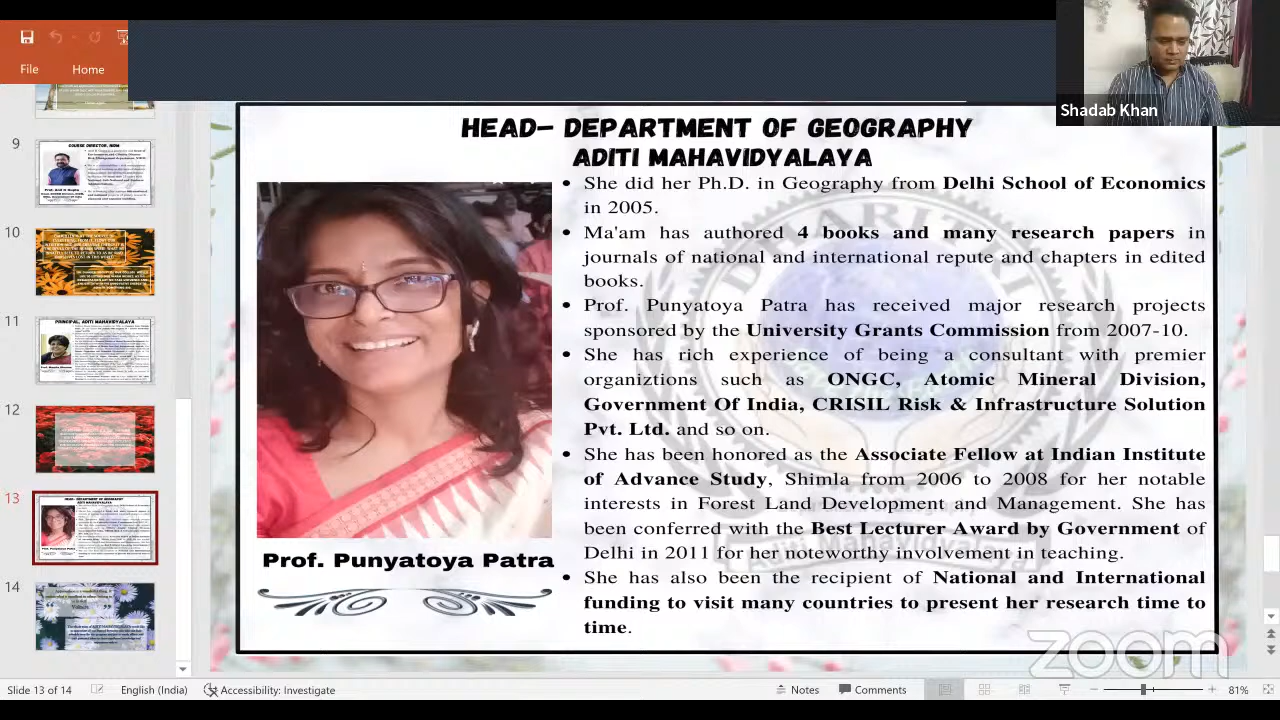 File
Home
Shadab Khan
9
COURSE DIRECTOR, NIDM
10
11
PRINCIPAL, ADITI MAHAVIDYALAYA
12
13
14
HEAD- DEPARTMENT OF GEOGRAPHY
ADITI MAHAVIDYALAYA
• She did her Ph.D. in Geography from Delhi School of Economics
in 2005.
• Ma'am has authored 4 books and many research papers in
journals of national and international repute and chapters in edited
books.
• Prof. Punyatoya Patra has received major research projects
sponsored by the University Grants Commission from 2007-10.
• She has rich experience of being a consultant with premier
organiztions such as ONGC, Atomic Mineral Division,
Government Of India, CRISIL Risk & Infrastructure Solution
Pvt. Ltd. and so on.
• She has been honored as the Associate Fellow at Indian Institute
of Advance Study, Shimla from 2006 to 2008 for her notable
interests in Forest Land Development and Management. She has
been conferred with the Best Lecturer Award by Government of
Delhi in 2011 for her noteworthy involvement in teaching.
• She has also been the recipient of National and International
funding to visit many countries to present her research time to
time.
Prof. Punyatoya Patra
zoom
Slide 13 of 14
English (India)
Accessibility: Investigate
Notes
Comments
81%